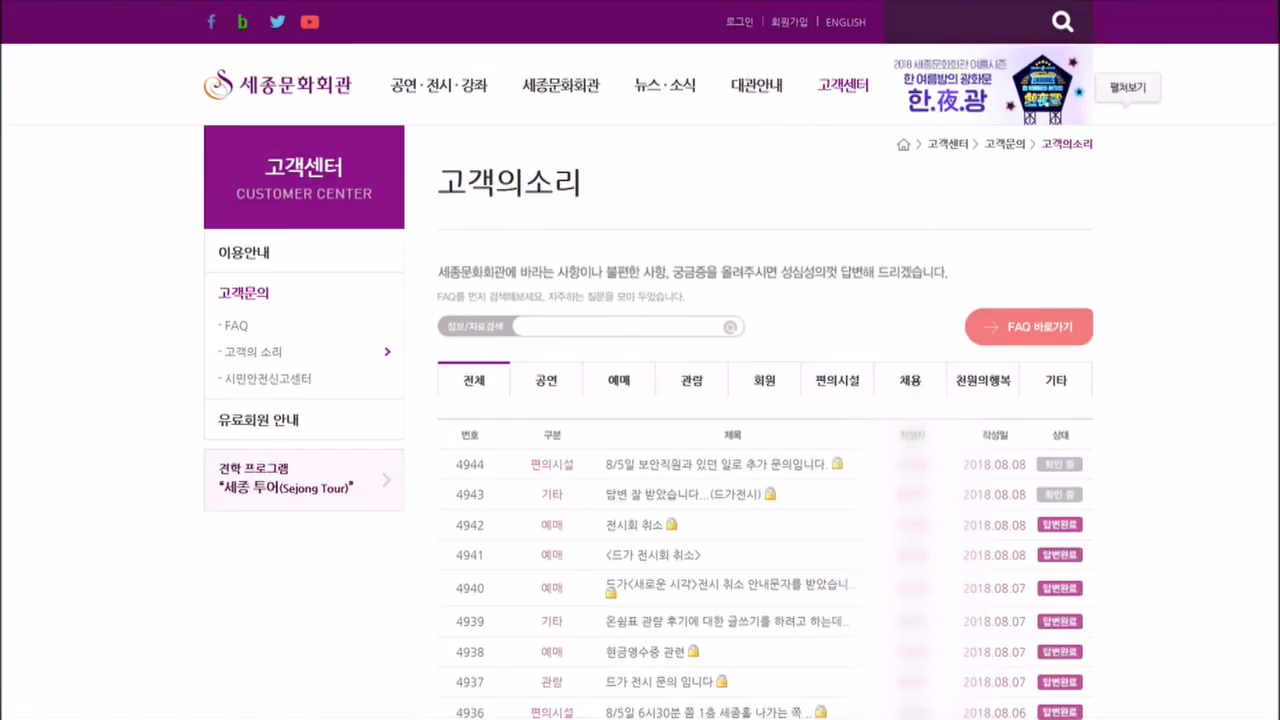 로그인 | 회원가입 | ENGLISH
세종문화회관
공연·전시·강좌 세종문화회관 뉴스·소식 대관안내 고객센터
2018 세종문화회관 여름시즌
한 여름밤의 광화문
한.夜.광
펼쳐보기
고객센터 > 고객문의 > 고객의소리
고객센터
CUSTOMER CENTER
이용안내
고객문의
- FAQ
- 고객의 소리
- 시민안전신고센터
유료회원 안내
견학 프로그램
“세종 투어(Sejong Tour)”
고객의소리
세종문화회관에 바라는 사항이나 불편한 사항, 궁금증을 올려주시면 성심성의껏 답변해 드리겠습니다.
FAQ를 먼저 검색해보세요. 자주하는 질문을 모아 두었습니다.
정보/자료검색
FAQ 바로가기
전체 공연 예매 관람 회원 편의시설 채용 천원의행복 기타
번호 구분 제목 작성자 작성일 상태
4944 편의시설 8/5일 보안직원과 있던 일로 추가 문의입니다. 2018.08.08 확인 중
4943 기타 답변 잘 받았습니다...(드가전시) 2018.08.08 확인 중
4942 예매 전시회 취소 2018.08.08 답변완료
4941 예매 <드가 전시회 취소> 2018.08.08 답변완료
4940 예매 드가<새로운 시각>전시 취소 안내문자를 받았습니.. 2018.08.07 답변완료
4939 기타 온쉼표 관람 후기에 대한 글쓰기를 하려고 하는데.. 2018.08.07 답변완료
4938 예매 현금영수증 관련 2018.08.07 답변완료
4937 관람 드가 전시 문의 입니다 2018.08.07 답변완료
4936 편의시설 8/5일 6시30분 쯤 1층 세종홀 나가는 쪽 .. 2018.08.06 답변완료